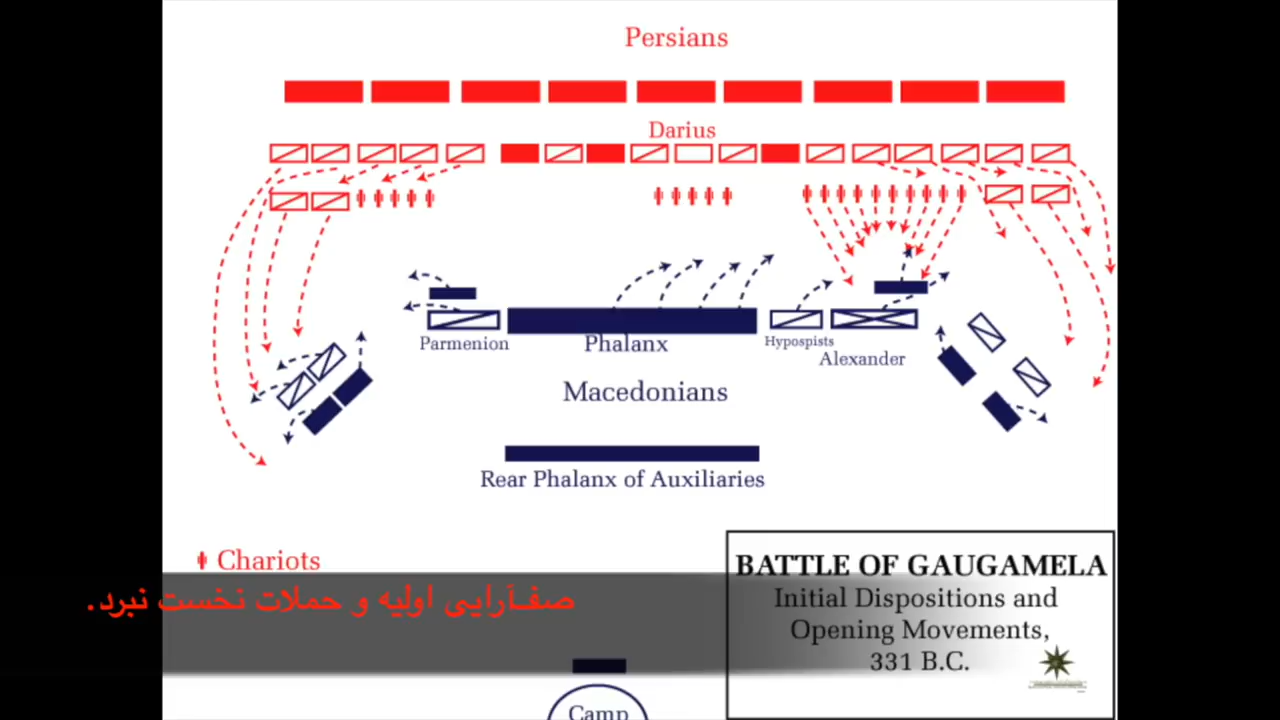 Persians
Darius
Parmenion
Phalanx
Hypospists
Alexander
Macedonians
Rear Phalanx of Auxiliaries
Chariots
صف‌آرایی اولیه و حملات نخست نبرد.
BATTLE OF GAUGAMELA
Initial Dispositions and
Opening Movements,
331 B.C.
Camp